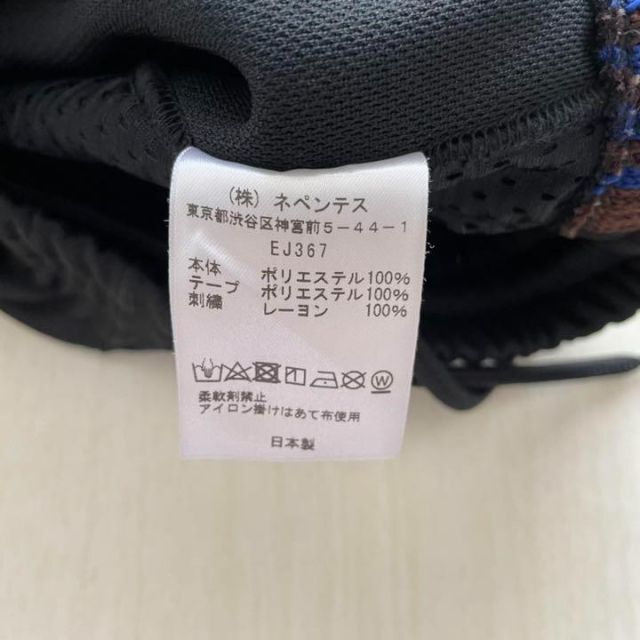 （株）ネペンテス
東京都渋谷区神宮前5－44－1
EJ367
本体 ポリエステル100%
テープ ポリエステル100%
刺繍 レーヨン 100%
柔軟剤禁止
アイロン掛けはあて布使用
日本製